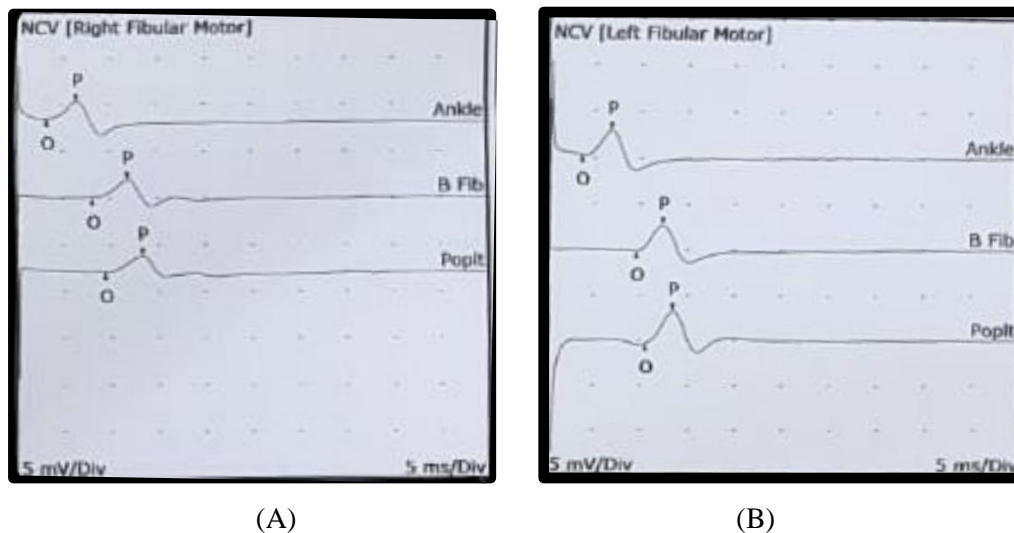 NCV [Right Fibular Motor]
P
Ankle
O
P
B Fib
O
P
Poplt
O
5 mV/Div 5 ms/Div
(A)
NCV [Left Fibular Motor]
P
Ankle
O
P
B Fib
O
P
Poplt
O
5 mV/Div 5 ms/Div
(B)